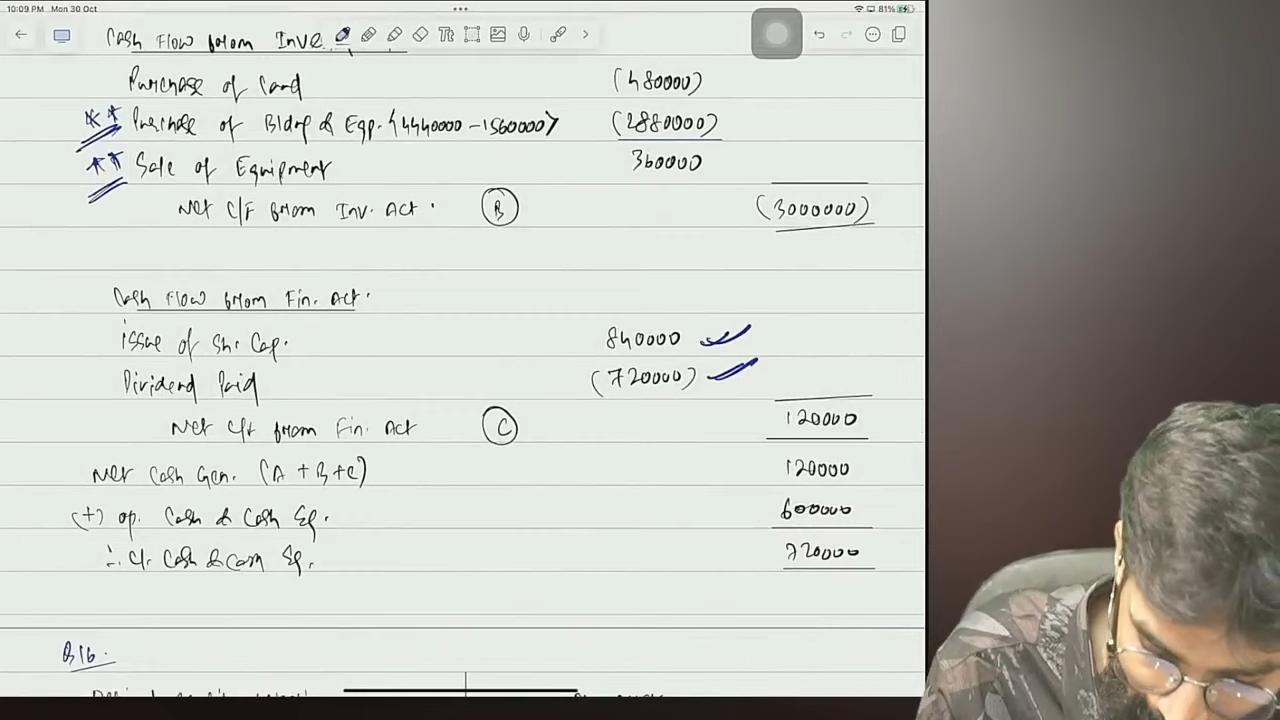 10:09 PM Mon 30 Oct
81%
Cash Flow from Inve
Purchase of Land (480000)
** Purchase of Bldng & Eqp. {4440000 - 1560000} (2880000)
** Sale of Equipment 360000
Net C/F from Inv. Act. B (3000000)
Cash Flow from Fin. Act.
issue of Sh. Cap. 840000
Dividend Paid (720000)
Net C/F from Fin. Act C 120000
Net Cash Gen. (A + B + C) 120000
(+) op. Cash & Cash Eq. 600000
∴ Cl. Cash & Cash Eq. 720000
B16.